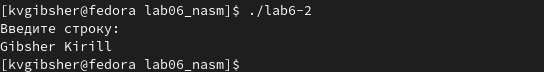 [kvgibsher@fedora lab06_nasm]$ ./lab6-2
Введите строку:
Gibsher Kirill
[kvgibsher@fedora lab06_nasm]$